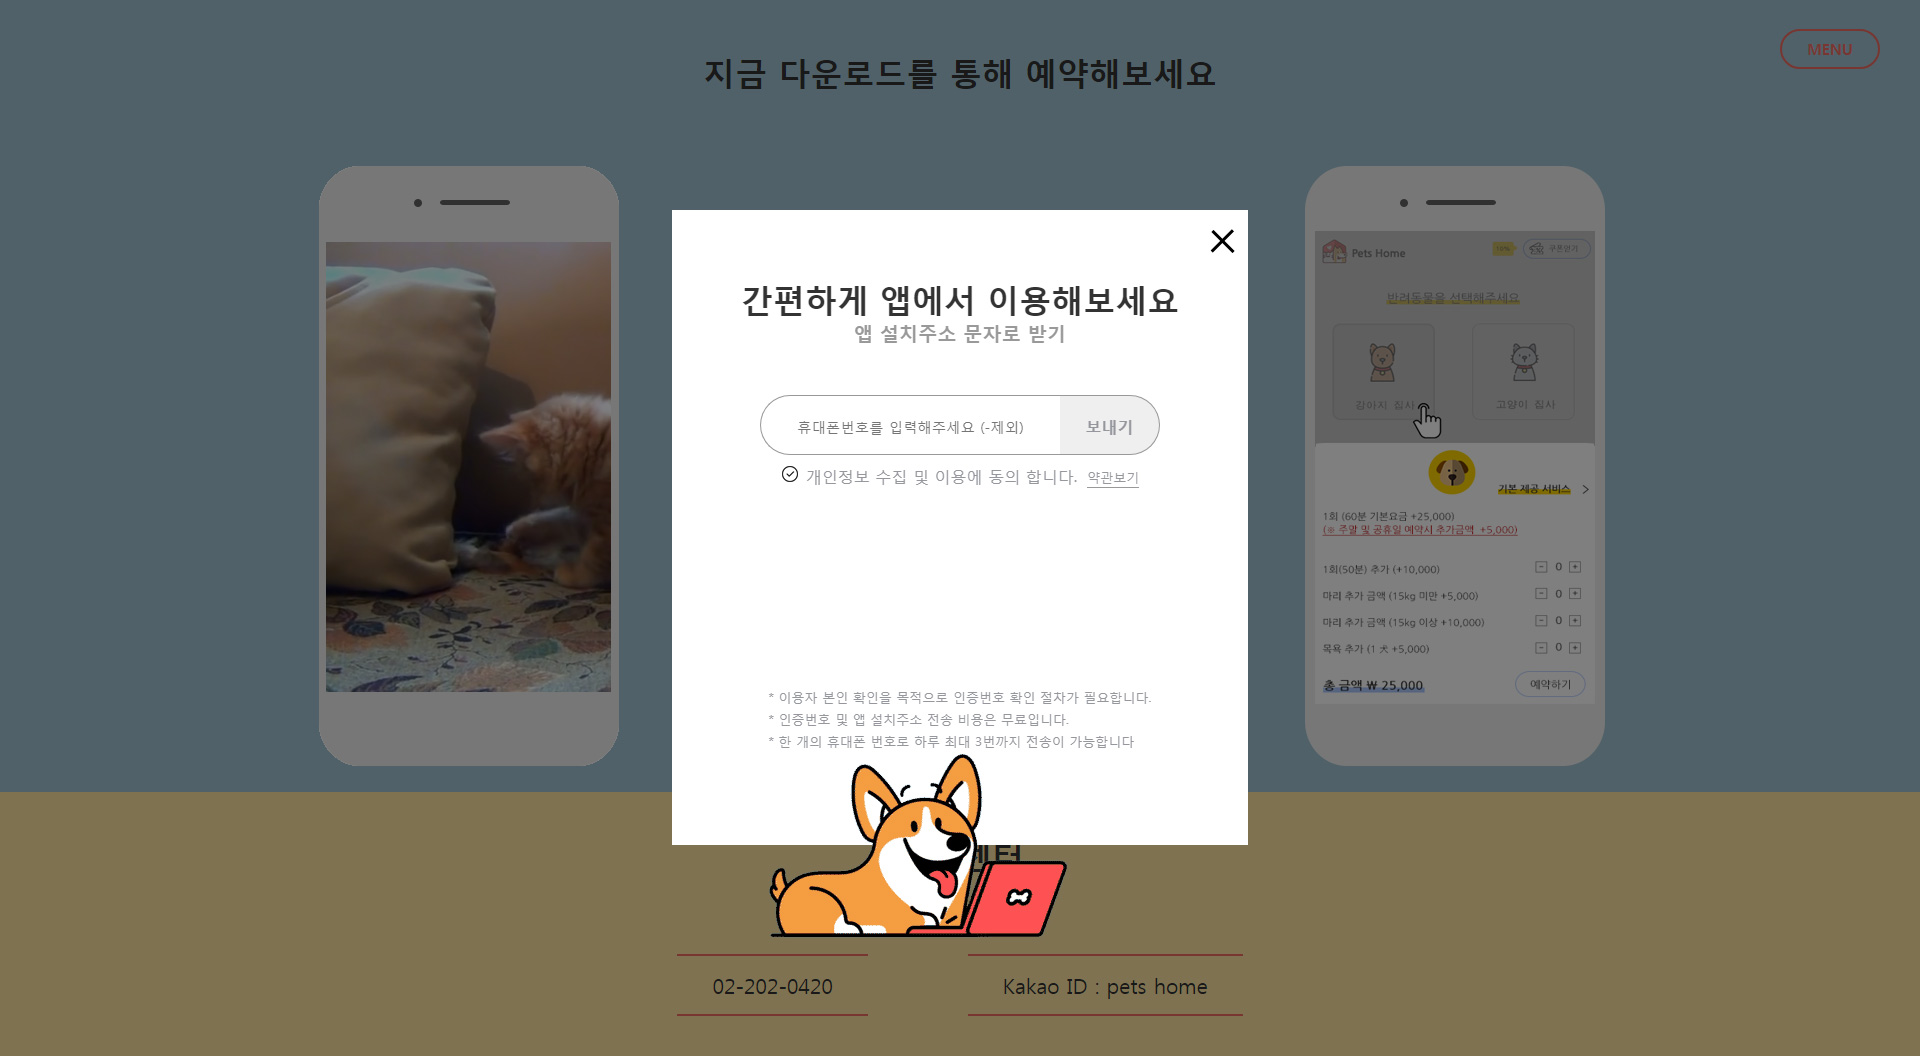 지금 다운로드를 통해 예약해보세요
MENU
간편하게 앱에서 이용해보세요
앱 설치주소 문자로 받기
휴대폰번호를 입력해주세요 (-제외)
보내기
개인정보 수집 및 이용에 동의 합니다. 약관보기
* 이용자 본인 확인을 목적으로 인증번호 확인 절차가 필요합니다.
* 인증번호 및 앱 설치주소 전송 비용은 무료입니다.
* 한 개의 휴대폰 번호로 하루 최대 3번까지 전송이 가능합니다
Pets Home
쿠폰받기
반려동물을 선택해주세요
강아지 집사
고양이 집사
기본 제공 서비스
1회 (60분 기본요금 +25,000)
(※ 주말 및 공휴일 예약시 추가금액 +5,000)
1회(50분) 추가 (+10,000)
- 0 +
마리 추가 금액 (15kg 미만 +5,000)
- 0 +
마리 추가 금액 (15kg 이상 +10,000)
- 0 +
목욕 추가 (1 犬 +5,000)
- 0 +
총 금액 ₩ 25,000
예약하기
02-202-0420
Kakao ID : pets home